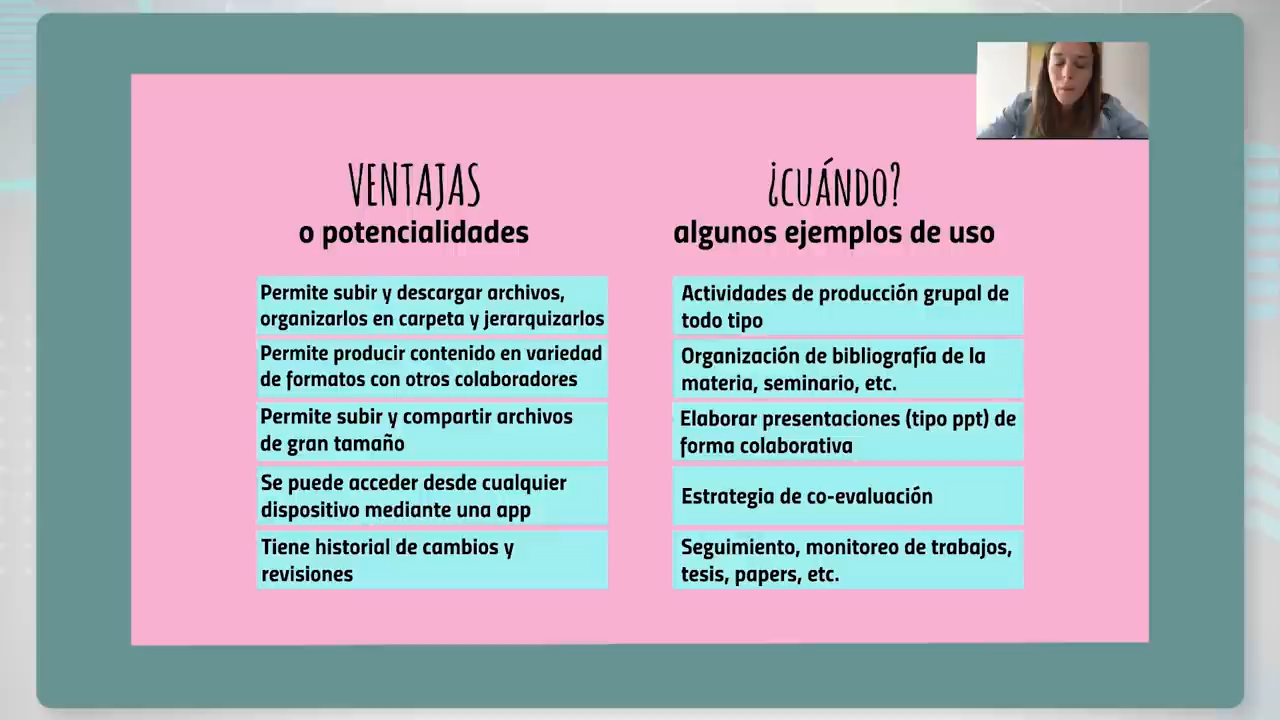 VENTAJAS
o potencialidades
Permite subir y descargar archivos,
organizarlos en carpeta y jerarquizarlos
Permite producir contenido en variedad
de formatos con otros colaboradores
Permite subir y compartir archivos
de gran tamaño
Se puede acceder desde cualquier
dispositivo mediante una app
Tiene historial de cambios y
revisiones
¿CUÁNDO?
algunos ejemplos de uso
Actividades de producción grupal de
todo tipo
Organización de bibliografía de la
materia, seminario, etc.
Elaborar presentaciones (tipo ppt) de
forma colaborativa
Estrategia de co-evaluación
Seguimiento, monitoreo de trabajos,
tesis, papers, etc.